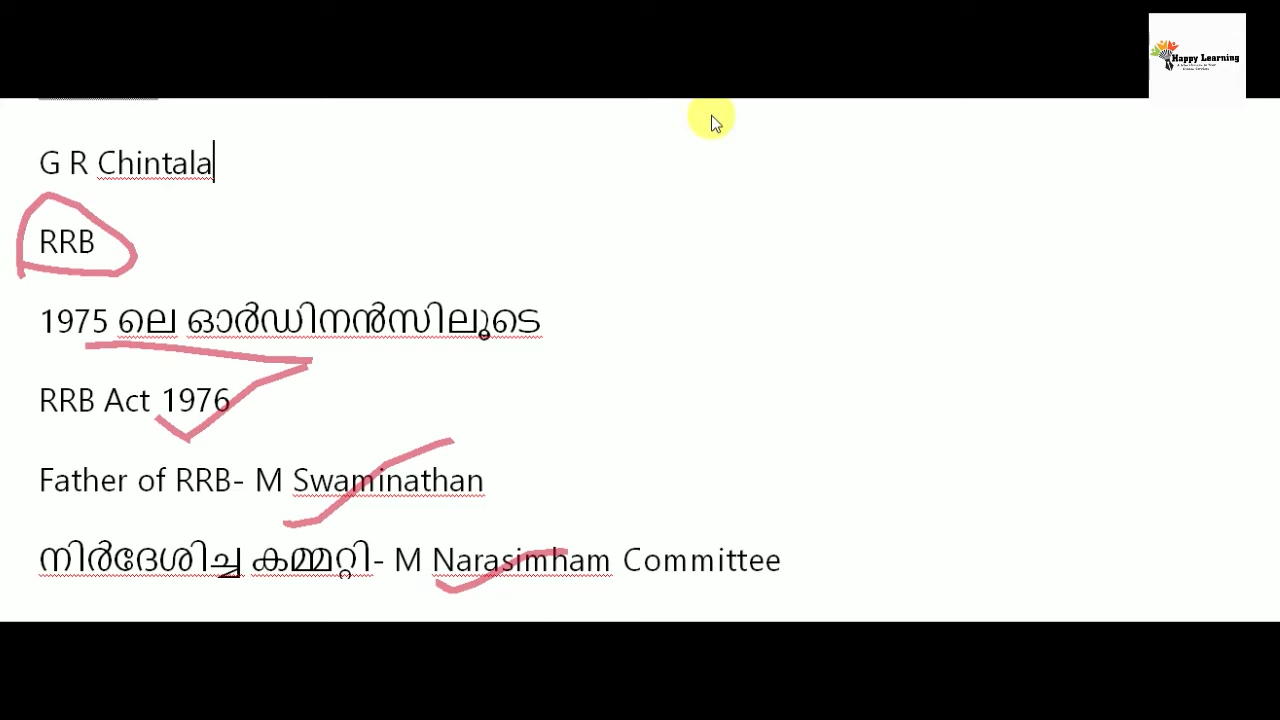 Happy Learning
G R Chintala
RRB
1975 ലെ ഓർഡിനൻസിലൂടെ
RRB Act 1976
Father of RRB- M Swaminathan
നിർദേശിച്ച കമ്മറ്റി- M Narasimham Committee